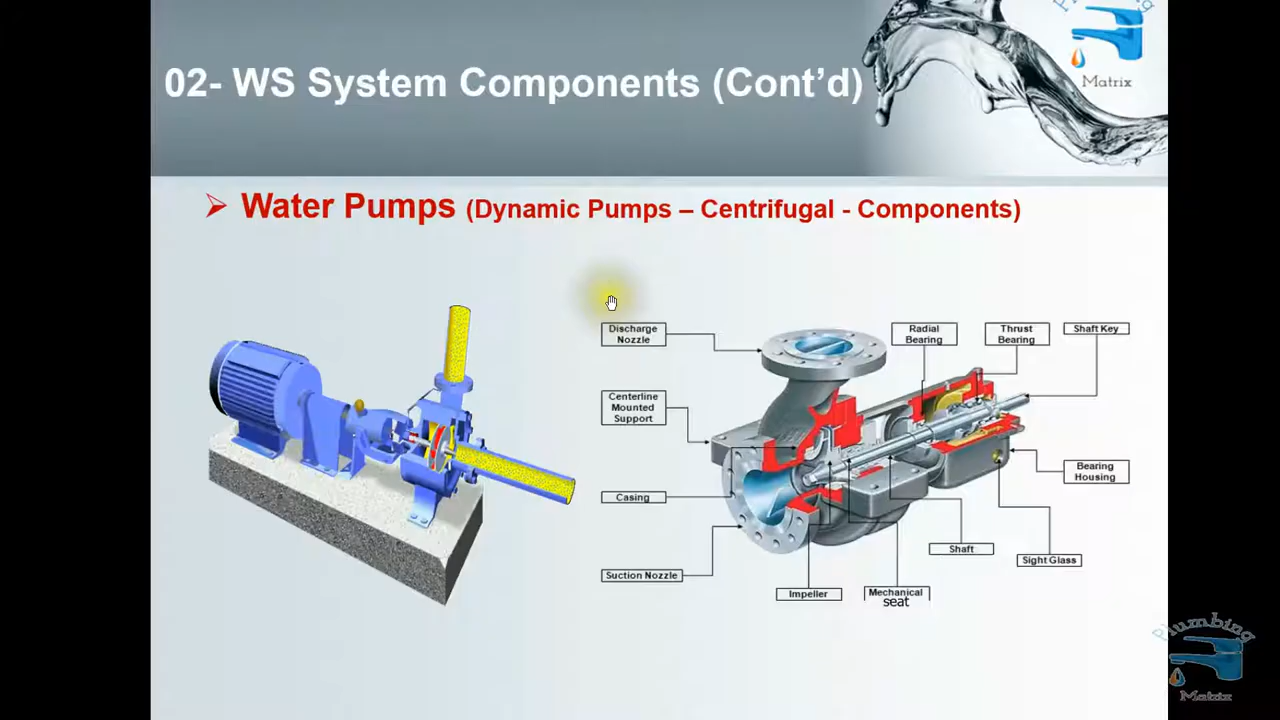 02- WS System Components (Cont’d)
Plumbing
Matrix
Water Pumps (Dynamic Pumps – Centrifugal - Components)
Discharge
Nozzle
Radial
Bearing
Thrust
Bearing
Shaft Key
Centerline
Mounted
Support
Bearing
Housing
Casing
Shaft
Sight Glass
Suction Nozzle
Impeller
Mechanical
seat
Plumbing
Matrix